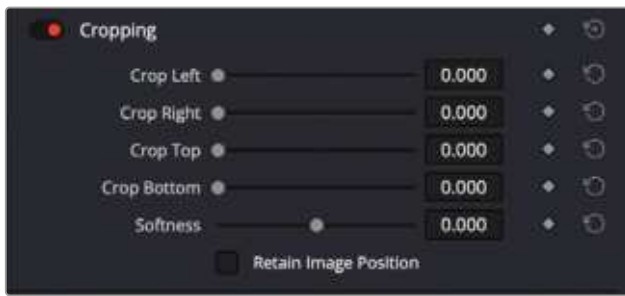 Cropping
Crop Left 0.000
Crop Right 0.000
Crop Top 0.000
Crop Bottom 0.000
Softness 0.000
Retain Image Position